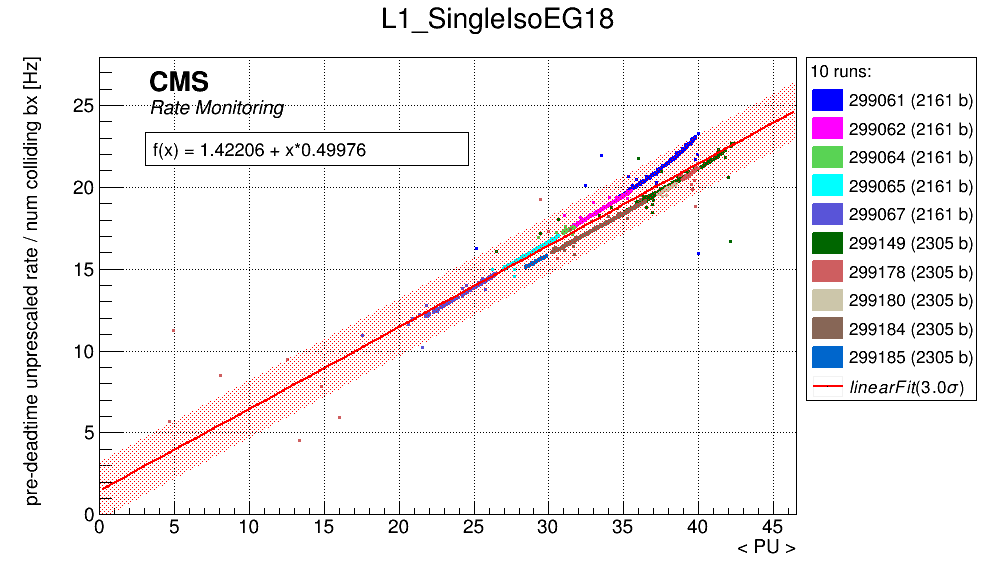 L1_SingleIsoEG18
pre-deadtime unprescaled rate / num colliding bx [Hz]
CMS
Rate Monitoring
f(x) = 1.42206 + x*0.49976
25
20
15
10
5
0
0 5 10 15 20 25 30 35 40 45
< PU >
10 runs:
299061 (2161 b)
299062 (2161 b)
299064 (2161 b)
299065 (2161 b)
299067 (2161 b)
299149 (2305 b)
299178 (2305 b)
299180 (2305 b)
299184 (2305 b)
299185 (2305 b)
linearFit(3.0σ)